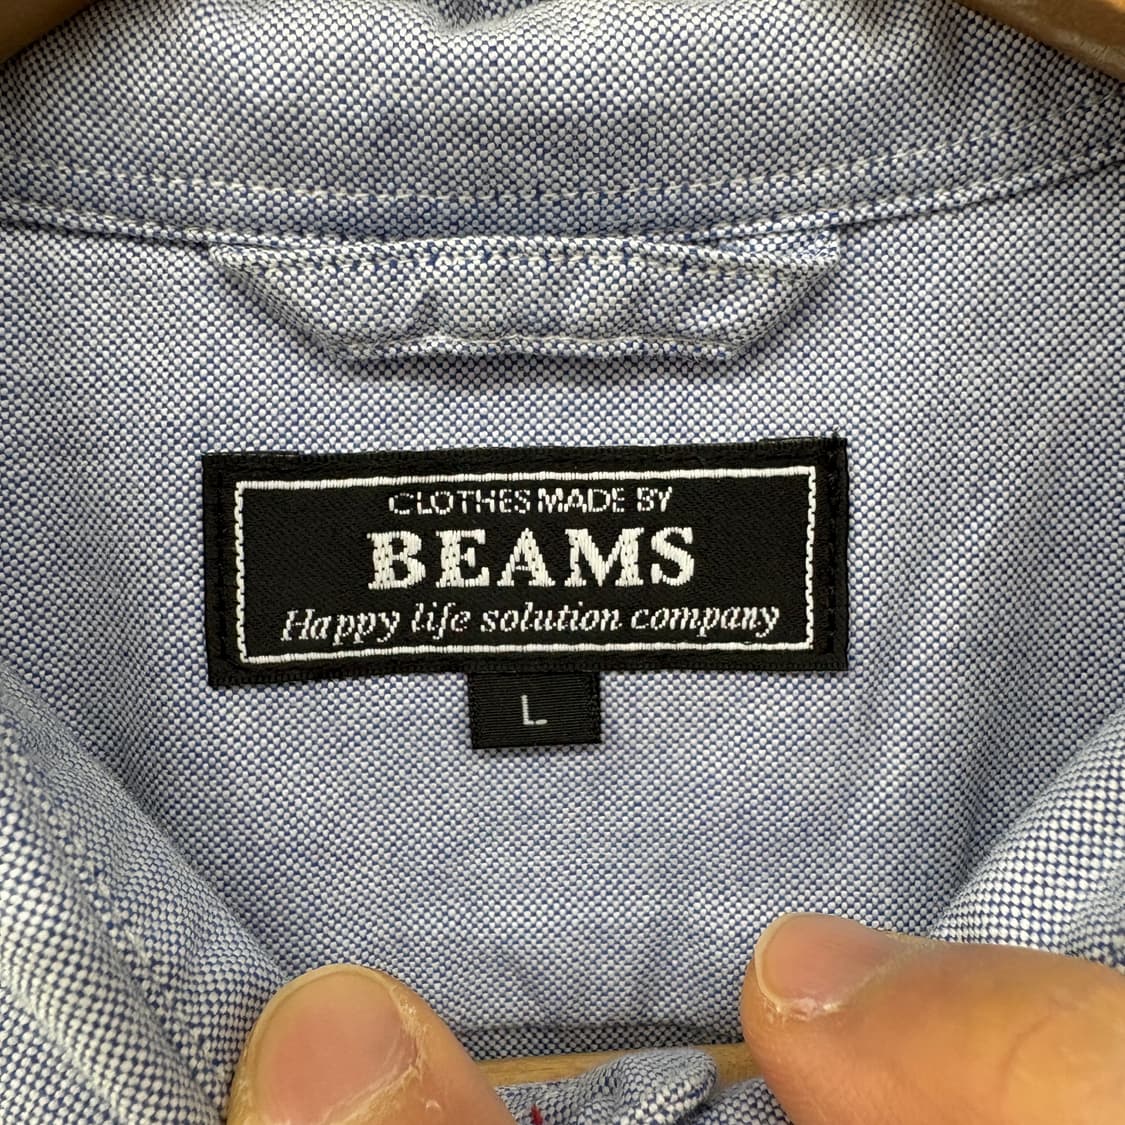 CLOTHES MADE BY
BEAMS
Happy life solution company
L